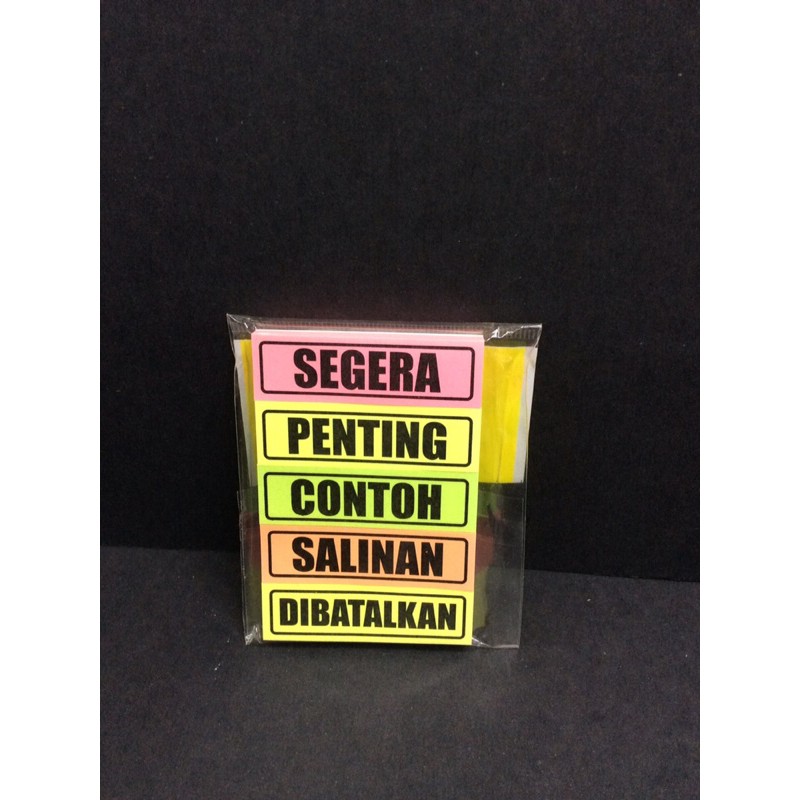 SEGERA
PENTING
CONTOH
SALINAN
DIBATALKAN